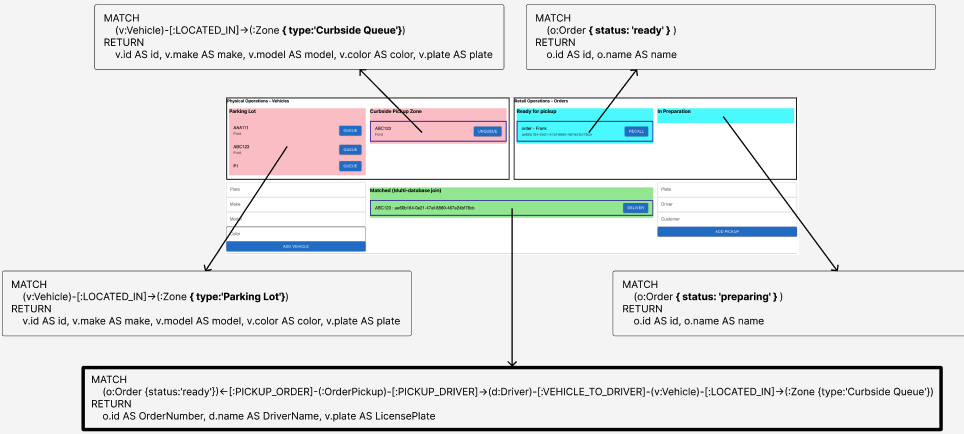 MATCH
(v:Vehicle)-[:LOCATED_IN]→(:Zone { type:'Curbside Queue'})
RETURN
v.id AS id, v.make AS make, v.model AS model, v.color AS color, v.plate AS plate
MATCH
(o:Order { status: 'ready' } )
RETURN
o.id AS id, o.name AS name
Physical Operations - Vehicles
Retail Operations - Orders
Parking Lot
Curbside Pickup Zone
Ready for pickup
In Preparation
AAA111
Ford
QUEUE
ABC123
Ford
UNQUEUE
order - Frank
RECALL
ABC123
Ford
QUEUE
P1
QUEUE
Plate
Make
Model
Color
ADD VEHICLE
Matched (Multi-database join)
DELIVER
Plate
Driver
Customer
ADD PICKUP
MATCH
(v:Vehicle)-[:LOCATED_IN]→(:Zone { type:'Parking Lot'})
RETURN
v.id AS id, v.make AS make, v.model AS model, v.color AS color, v.plate AS plate
MATCH
(o:Order { status: 'preparing' } )
RETURN
o.id AS id, o.name AS name
MATCH
(o:Order {status:'ready'})←[:PICKUP_ORDER]-(:OrderPickup)-[:PICKUP_DRIVER]→(d:Driver)-[:VEHICLE_TO_DRIVER]-(v:Vehicle)-[:LOCATED_IN]→(:Zone {type:'Curbside Queue'})
RETURN
o.id AS OrderNumber, d.name AS DriverName, v.plate AS LicensePlate